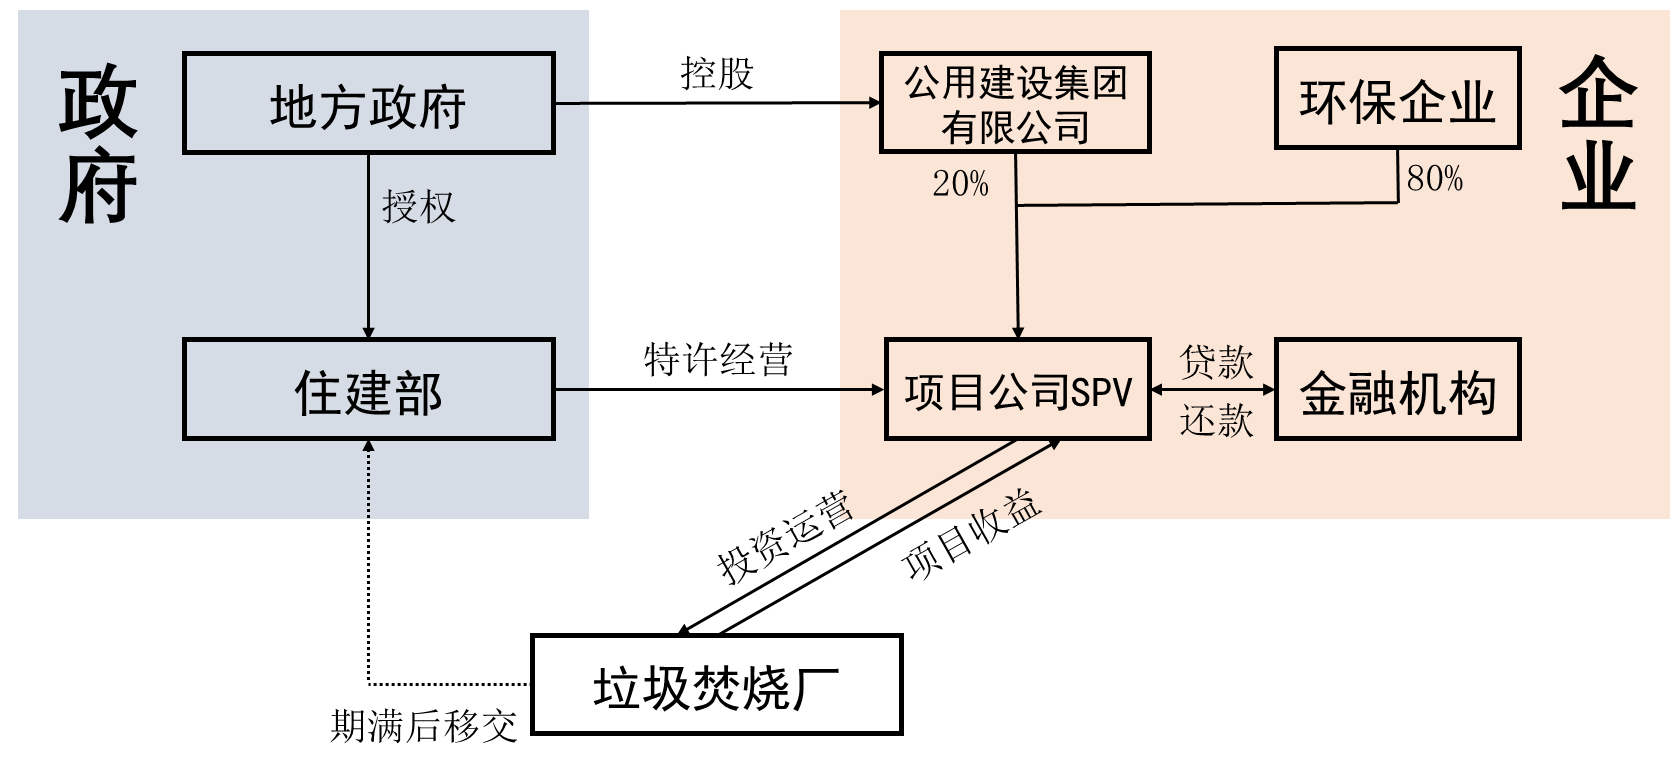 政府
企业
地方政府
控股
公用建设集团
有限公司
环保企业
授权
20%
80%
住建部
特许经营
项目公司SPV
贷款
还款
金融机构
投资运营
项目收益
垃圾焚烧厂
期满后移交